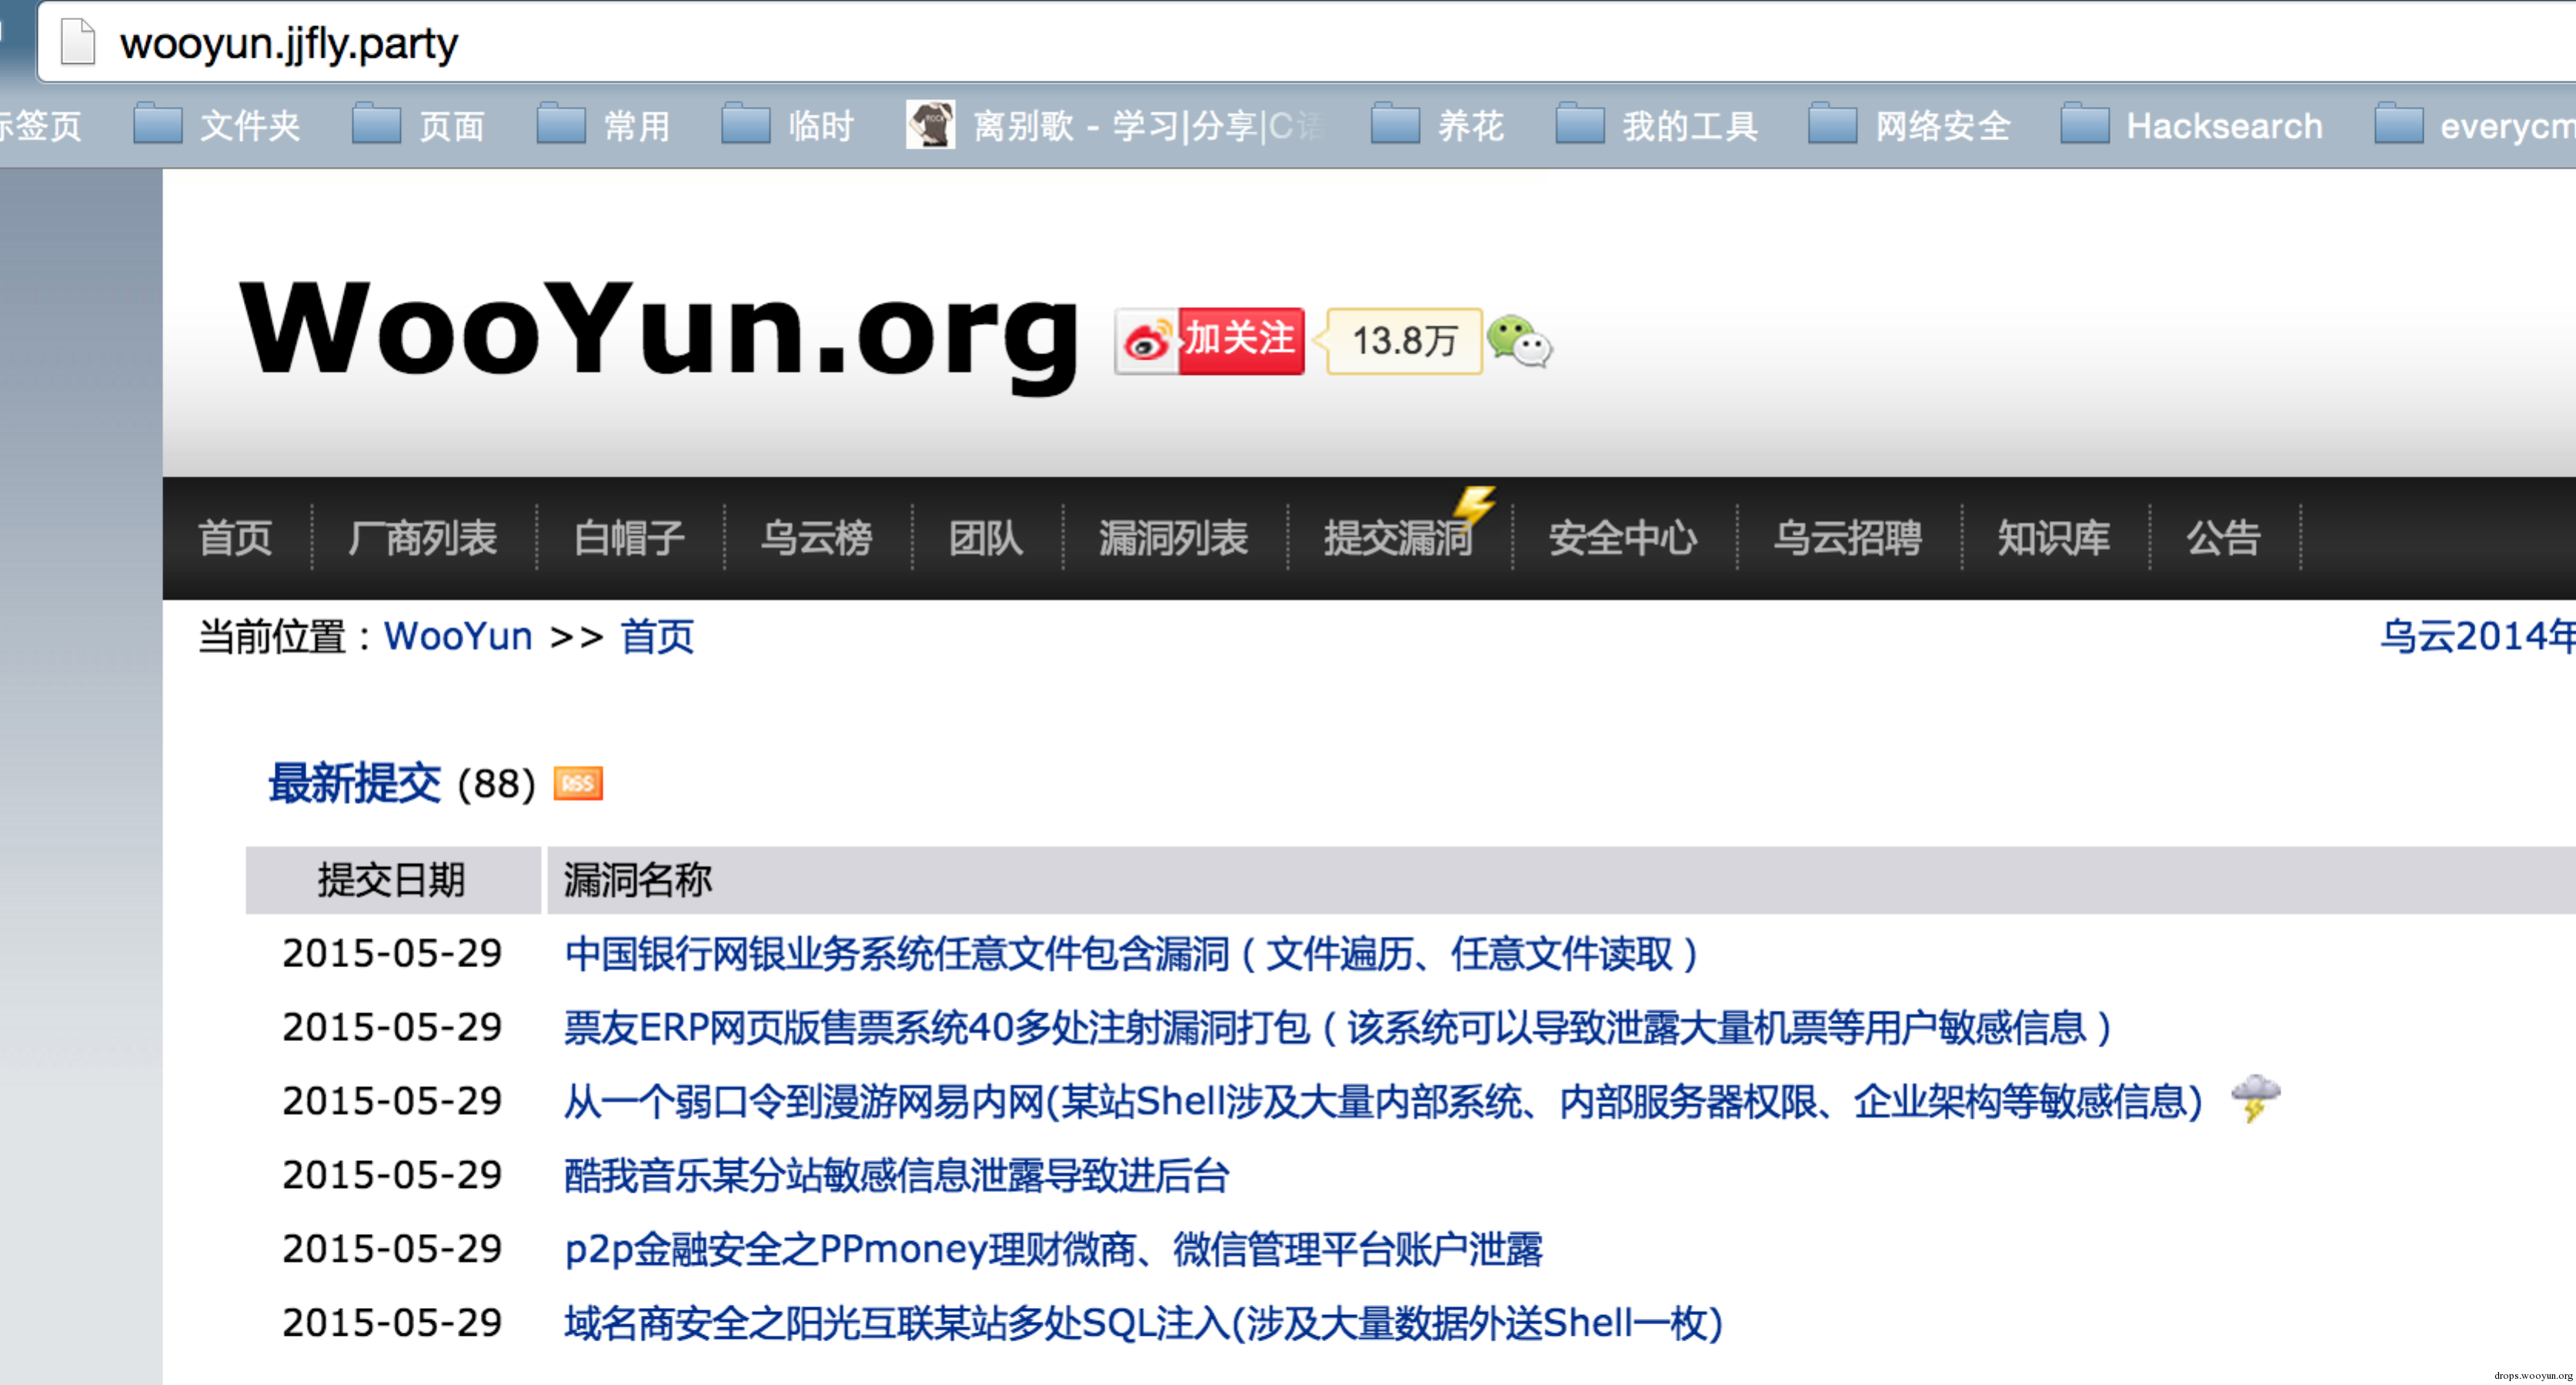 wooyun.jjfly.party
标签页 文件夹 页面 常用 临时 离别歌 - 学习|分享|C语 养花 我的工具 网络安全 Hacksearch everycm
WooYun.org 加关注 13.8万
首页 厂商列表 白帽子 乌云榜 团队 漏洞列表 提交漏洞 安全中心 乌云招聘 知识库 公告
当前位置：WooYun >> 首页 乌云2014年
最新提交 (88) RSS
提交日期 漏洞名称
2015-05-29 中国银行网银业务系统任意文件包含漏洞（文件遍历、任意文件读取）
2015-05-29 票友ERP网页版售票系统40多处注射漏洞打包（该系统可以导致泄露大量机票等用户敏感信息）
2015-05-29 从一个弱口令到漫游网易内网(某站Shell涉及大量内部系统、内部服务器权限、企业架构等敏感信息)
2015-05-29 酷我音乐某分站敏感信息泄露导致进后台
2015-05-29 p2p金融安全之PPmoney理财微商、微信管理平台账户泄露
2015-05-29 域名商安全之阳光互联某站多处SQL注入(涉及大量数据外送Shell一枚)
drops.wooyun.org